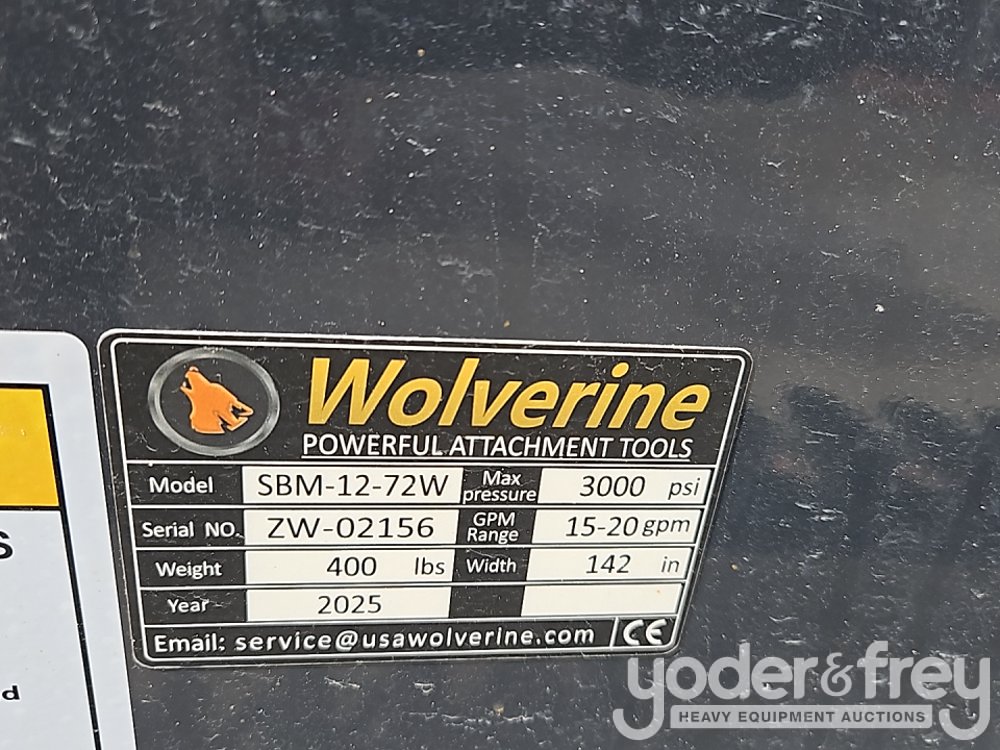 Wolverine
POWERFUL ATTACHMENT TOOLS
Model SBM-12-72W Max pressure 3000 psi
Serial NO. ZW-02156 GPM Range 15-20 gpm
Weight 400 lbs Width 142 in
Year 2025
Email: service@usawolverine.com CE
S
d
yoder&frey
HEAVY EQUIPMENT AUCTIONS